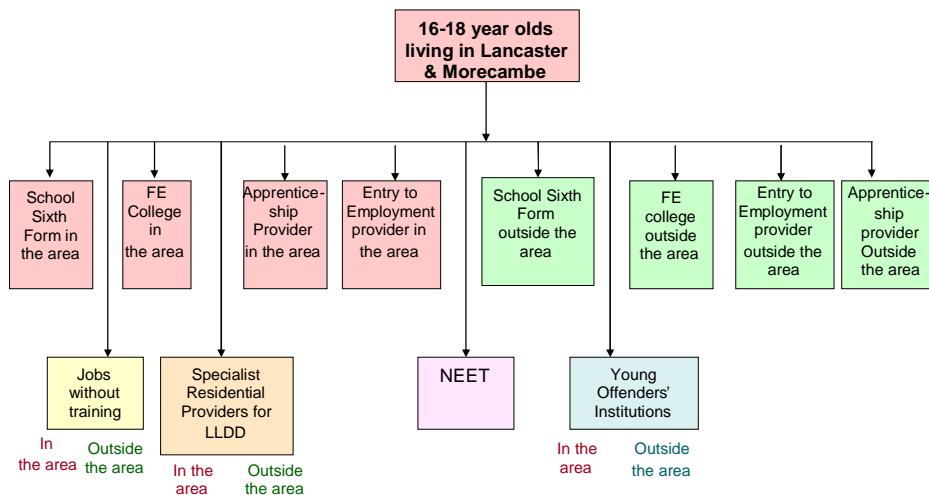 16-18 year olds
living in Lancaster
& Morecambe
School
Sixth
Form in
the area
FE
College
in
the area
Apprentice-
ship
Provider
in the area
Entry to
Employment
provider in
the area
School Sixth
Form
outside the
area
FE
college
outside
the area
Entry to
Employment
provider
outside the
area
Apprentice-
ship
provider
Outside
the area
Jobs
without
training
In
the area
Outside
the area
Specialist
Residential
Providers for
LLDD
In the
area
Outside
the area
NEET
Young
Offenders'
Institutions
In the
area
Outside
the area